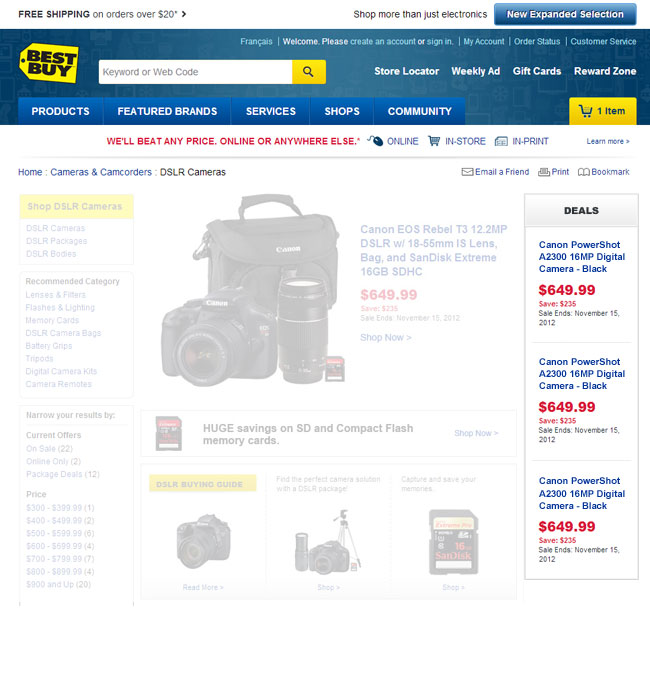 FREE SHIPPING on orders over $20* >
Shop more than just electronics
New Expanded Selection
Français | Welcome. Please create an account or sign in. | My Account | Order Status | Customer Service
BEST
BUY
Keyword or Web Code
Store Locator Weekly Ad Gift Cards Reward Zone
PRODUCTS FEATURED BRANDS SERVICES SHOPS COMMUNITY
1 Item
WE'LL BEAT ANY PRICE. ONLINE OR ANYWHERE ELSE.* ONLINE IN-STORE IN-PRINT Learn more »
Home : Cameras & Camcorders : DSLR Cameras
Email a Friend Print Bookmark
Shop DSLR Cameras
DSLR Cameras
DSLR Packages
DSLR Bodies
Recommended Category
Lenses & Filters
Flashes & Lighting
Memory Cards
DSLR Camera Bags
Battery Grips
Tripods
Digital Camera Kits
Camera Remotes
Narrow your results by:
Current Offers
On Sale (22)
Online Only (2)
Package Deals (12)
Price
$300 - $399.99 (1)
$400 - $499.99 (2)
$500 - $599.99 (6)
$600 - $699.99 (4)
$700 - $799.99 (7)
$800 - $899.99 (4)
$900 and Up (28)
Canon
Canon
Canon EOS Rebel T3 12.2MP
DSLR w/ 18-55mm IS Lens,
Bag, and SanDisk Extreme
16GB SDHC
$649.99
Save: $235
Sale Ends: November 15, 2012
Shop Now >
HUGE savings on SD and Compact Flash
memory cards.
Shop Now >
DSLR BUYING GUIDE
Read More >
Find the perfect camera solution
with a DSLR package!
Shop >
Capture and save your
memories.
Extreme Pro
16
SanDisk
Shop >
DEALS
Canon PowerShot
A2300 16MP Digital
Camera - Black
$649.99
Save: $235
Sale Ends: November 15,
2012
Canon PowerShot
A2300 16MP Digital
Camera - Black
$649.99
Save: $235
Sale Ends: November 15,
2012
Canon PowerShot
A2300 16MP Digital
Camera - Black
$649.99
Save: $235
Sale Ends: November 15,
2012